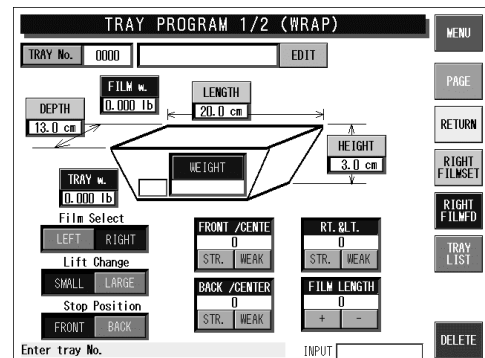 TRAY PROGRAM 1/2 (WRAP)
MENU
TRAY No. 0000 EDIT
PAGE
FILM w.
0.000 lb
LENGTH
20.0 cm
DEPTH
13.0 cm
RETURN
HEIGHT
3.0 cm
WEIGHT
RIGHT
FILMSET
TRAY w.
0.000 lb
RIGHT
FILMFD
Film Select
LEFT RIGHT
FRONT /CENTE
0
STR. WEAK
RT.&LT.
0
STR. WEAK
TRAY
LIST
Lift Change
SMALL LARGE
BACK /CENTER
0
STR. WEAK
FILM LENGTH
0
+ -
Stop Position
FRONT BACK
DELETE
Enter tray No.
INPUT